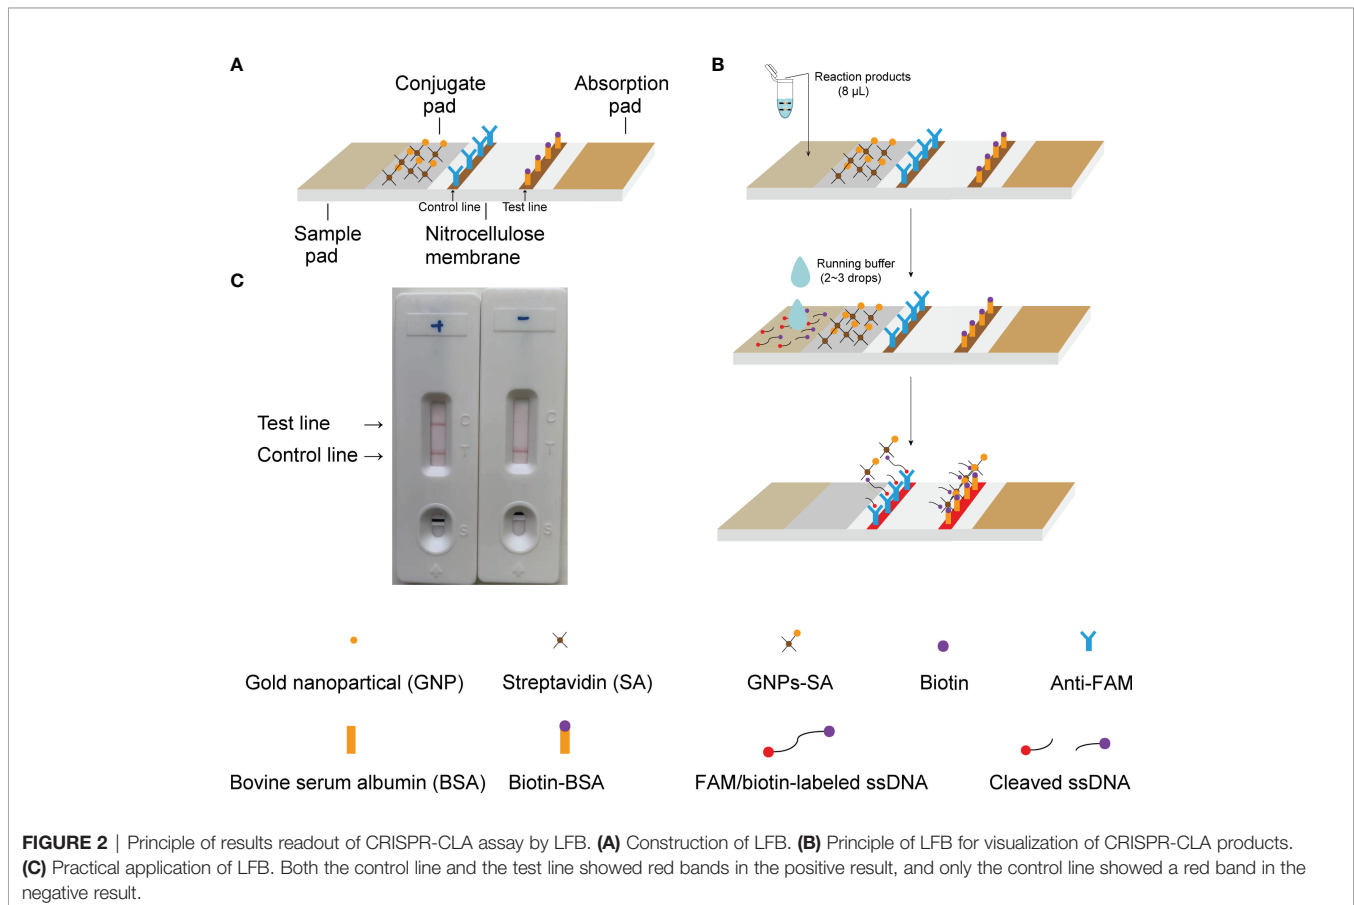 A
Conjugate
pad
Absorption
pad
Control line
Test line
Sample
pad
Nitrocellulose
membrane
B
Reaction products
(8 µL)
Running buffer
(2~3 drops)
C
+
-
C
T
S
C
T
S
Test line
Control line
Gold nanopartical (GNP)
Streptavidin (SA)
GNPs-SA
Biotin
Anti-FAM
Bovine serum albumin (BSA)
Biotin-BSA
FAM/biotin-labeled ssDNA
Cleaved ssDNA
FIGURE 2 | Principle of results readout of CRISPR-CLA assay by LFB. (A) Construction of LFB. (B) Principle of LFB for visualization of CRISPR-CLA products.
(C) Practical application of LFB. Both the control line and the test line showed red bands in the positive result, and only the control line showed a red band in the
negative result.